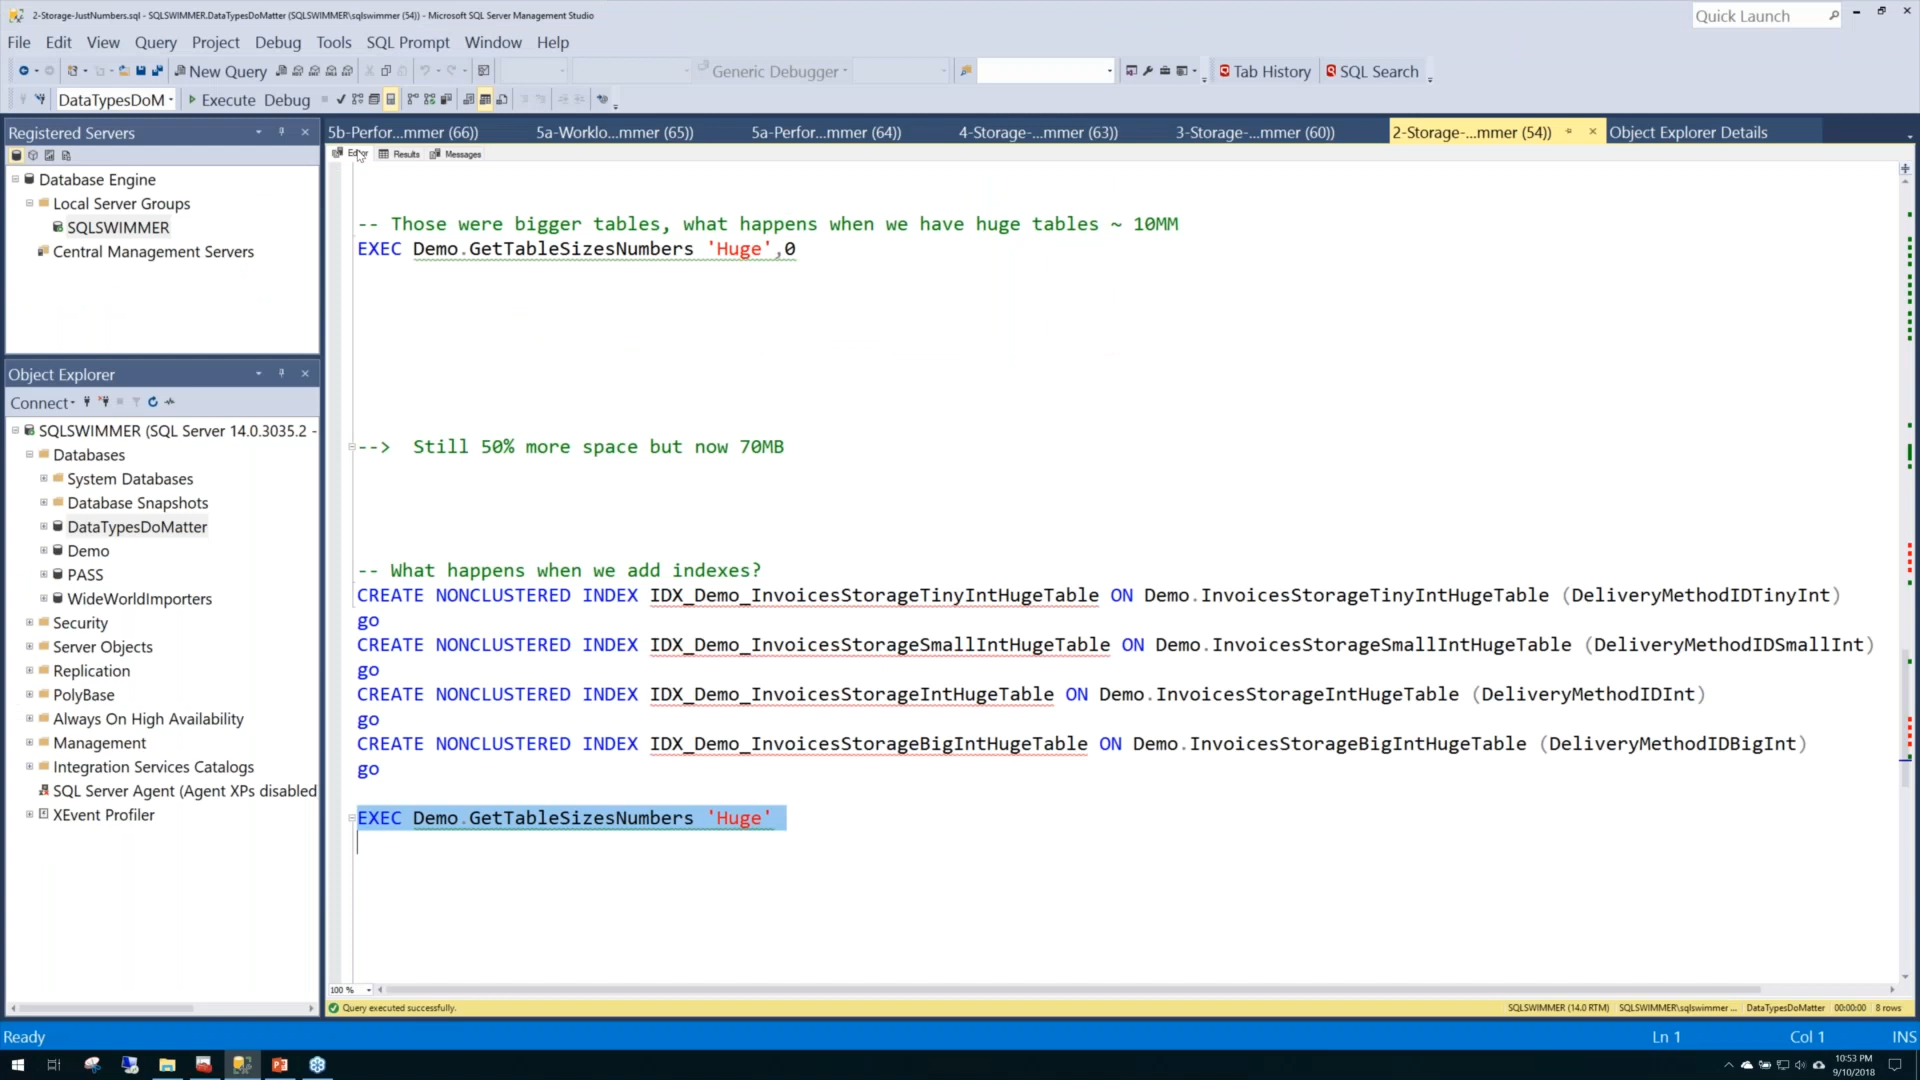 2-Storage-JustNumbers.sql - SQLSWIMMER.DataTypesDoMatter (SQLSWIMMER\sqlswimmer (54)) - Microsoft SQL Server Management Studio
Quick Launch
File Edit View Query Project Debug Tools SQL Prompt Window Help
New Query
Generic Debugger
Tab History
SQL Search
DataTypesDoM
Execute Debug
Registered Servers
5b-Perfor...mmer (66))
5a-Worklo...mmer (65))
5a-Perfor...mmer (64))
4-Storage-...mmer (63))
3-Storage-...mmer (60))
2-Storage-...mmer (54))
Object Explorer Details
Results
Messages
Database Engine
Local Server Groups
SQLSWIMMER
Central Management Servers
Object Explorer
Connect
SQLSWIMMER (SQL Server 14.0.3035.2 -
Databases
System Databases
Database Snapshots
DataTypesDoMatter
Demo
PASS
WideWorldImporters
Security
Server Objects
Replication
PolyBase
Always On High Availability
Management
Integration Services Catalogs
SQL Server Agent (Agent XPs disabled
XEvent Profiler
-- Those were bigger tables, what happens when we have huge tables ~ 10MM
EXEC Demo.GetTableSizesNumbers 'Huge',0
--> Still 50% more space but now 70MB
-- What happens when we add indexes?
CREATE NONCLUSTERED INDEX IDX_Demo_InvoicesStorageTinyIntHugeTable ON Demo.InvoicesStorageTinyIntHugeTable (DeliveryMethodIDTinyInt)
go
CREATE NONCLUSTERED INDEX IDX_Demo_InvoicesStorageSmallIntHugeTable ON Demo.InvoicesStorageSmallIntHugeTable (DeliveryMethodIDSmallInt)
go
CREATE NONCLUSTERED INDEX IDX_Demo_InvoicesStorageIntHugeTable ON Demo.InvoicesStorageIntHugeTable (DeliveryMethodIDInt)
go
CREATE NONCLUSTERED INDEX IDX_Demo_InvoicesStorageBigIntHugeTable ON Demo.InvoicesStorageBigIntHugeTable (DeliveryMethodIDBigInt)
go
EXEC Demo.GetTableSizesNumbers 'Huge'
100 %
Query executed successfully.
SQLSWIMMER (14.0 RTM)
SQLSWIMMER\sqlswimmer ...
DataTypesDoMatter
00:00:00
8 rows
Ready
Ln 1
Col 1
INS
10:53 PM
9/10/2018